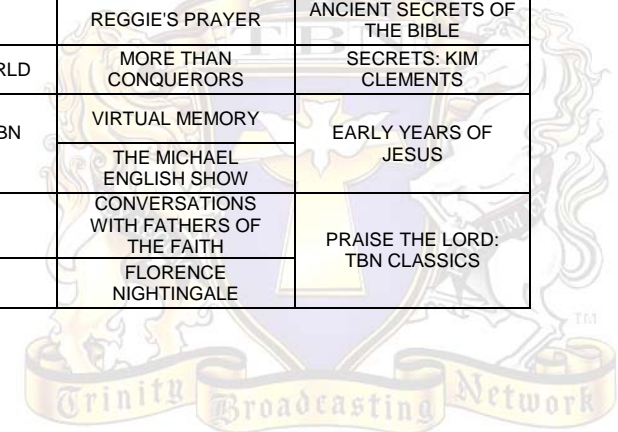 REGGIE'S PRAYER
ANCIENT SECRETS OF
THE BIBLE
RLD
MORE THAN
CONQUERORS
SECRETS: KIM
CLEMENTS
BN
VIRTUAL MEMORY
THE MICHAEL
ENGLISH SHOW
EARLY YEARS OF
JESUS
CONVERSATIONS
WITH FATHERS OF
THE FAITH
FLORENCE
NIGHTINGALE
PRAISE THE LORD:
TBN CLASSICS
TBN
TM
Trinity Broadcasting Network